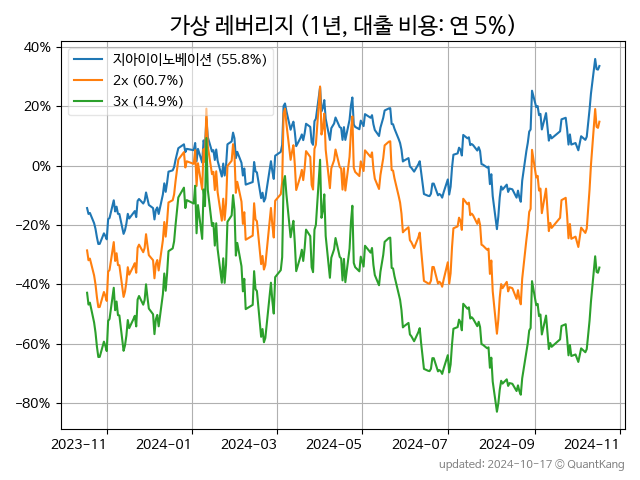 가상 레버리지 (1년, 대출 비용: 연 5%)
40%
20%
0%
−20%
−40%
−60%
−80%
지아이이노베이션 (55.8%)
2x (60.7%)
3x (14.9%)
2023-11
2024-01
2024-03
2024-05
2024-07
2024-09
2024-11
updated: 2024-10-17 © QuantKang